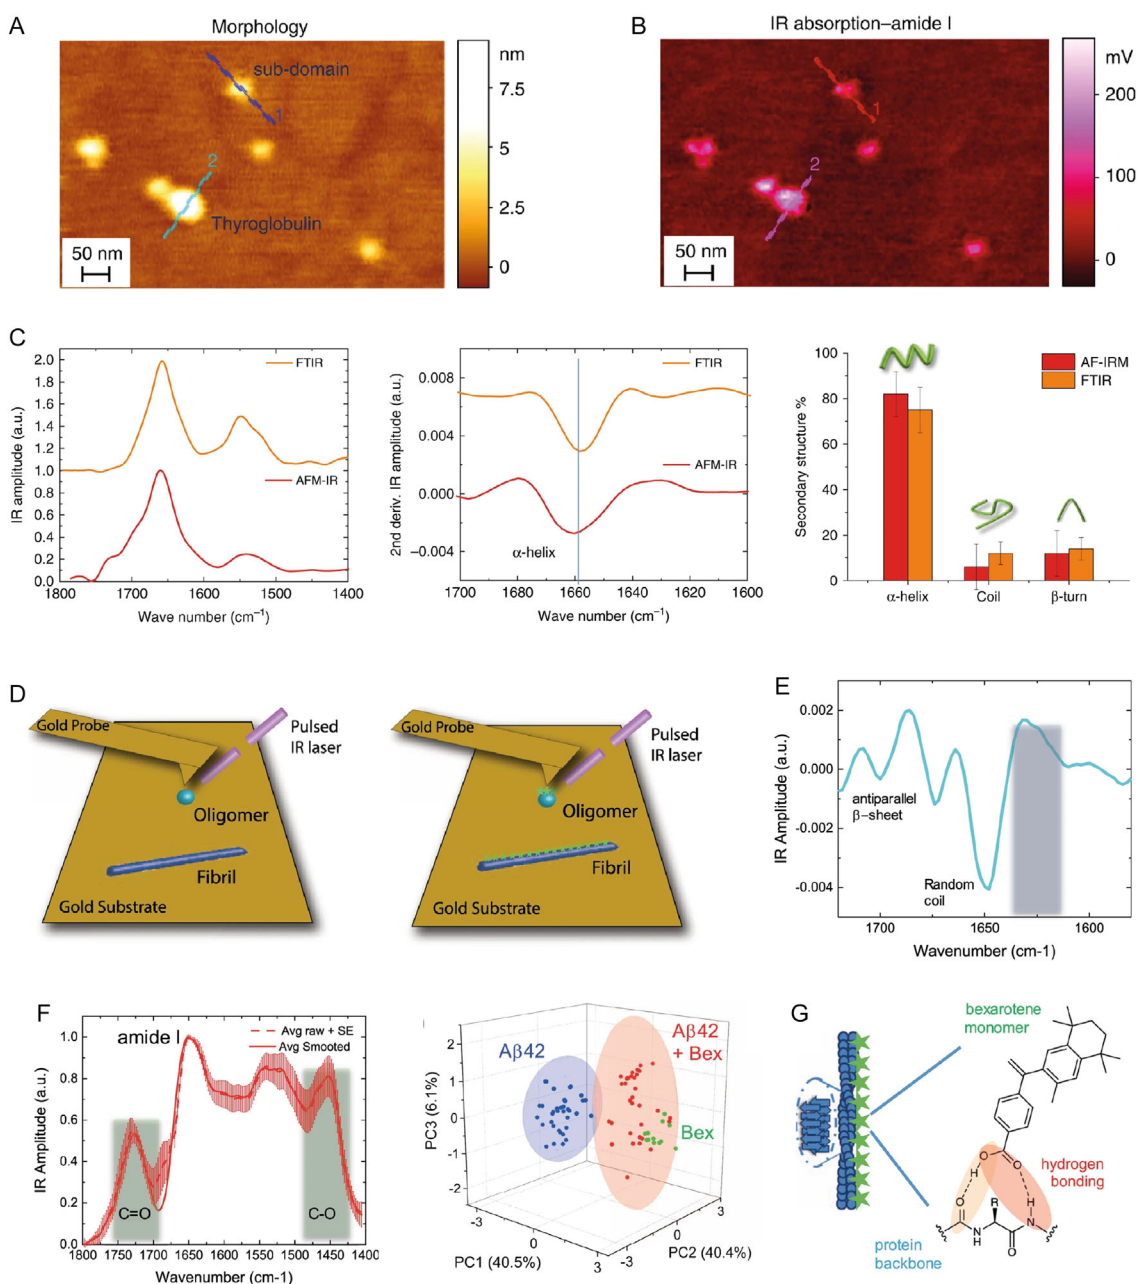 A
Morphology
nm
7.5
5.0
2.5
0
sub-domain
1
2
Thyroglobulin
50 nm
B
IR absorption–amide I
mV
200
100
0
1
2
50 nm
C
IR amplitude (a.u.)
2.0
1.8
1.6
1.4
1.2
1.0
0.8
0.6
0.4
0.2
0.0
FTIR
AFM-IR
1800 1700 1600 1500 1400
Wave number (cm⁻¹)
2nd deriv. IR amplitude (a.u.)
0.008
0.004
0.000
−0.004
FTIR
AFM-IR
α-helix
1700 1680 1660 1640 1620 1600
Wave number (cm⁻¹)
Secondary structure %
100
80
60
40
20
0
AF-IRM
FTIR
α-helix Coil β-turn
D
Gold Probe
Pulsed
IR laser
Oligomer
Fibril
Gold Substrate
Gold Probe
Pulsed
IR laser
Oligomer
Fibril
Gold Substrate
E
IR Amplitude (a.u.)
0.002
0.000
-0.002
-0.004
antiparallel
β−sheet
Random
coil
1700 1650 1600
Wavenumber (cm-1)
F
IR Amplitude (a.u.)
1.0
0.8
0.6
0.4
0.2
0.0
amide I
Avg raw + SE
Avg Smooted
C=O
C-O
1800 1750 1700 1650 1600 1550 1500 1450 1400
Wavenumber (cm-1)
PC3 (6.1%)
2
1
0
-1
-2
Aβ42
Aβ42
+ Bex
Bex
-3
0
3
PC1 (40.5%)
-3
0
3
PC2 (40.4%)
G
bexarotene
monomer
hydrogen
bonding
protein
backbone
O
O
H
H
O
R
N
N
H
O